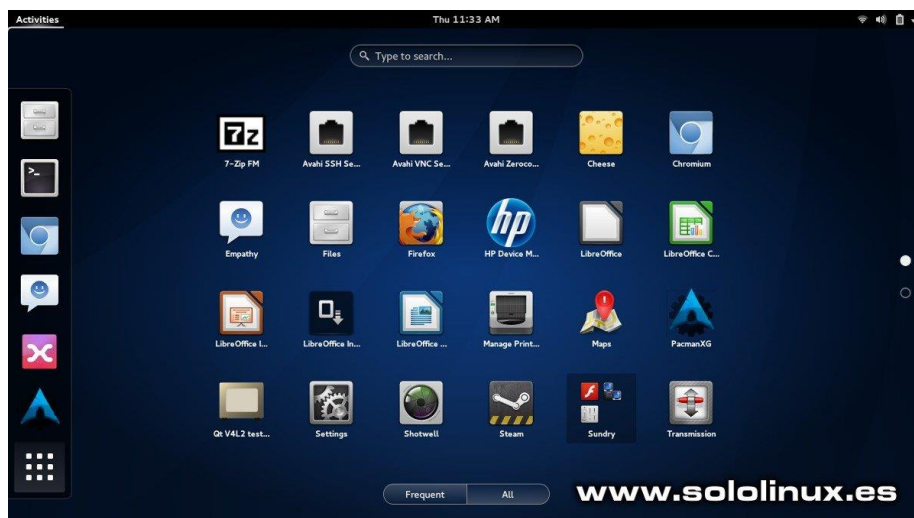 Activities Thu 11:33 AM
Type to search...
7z
7-Zip FM Avahi SSH Se... Avahi VNC Se... Avahi Zeroco... Cheese Chromium
>_
hp
Empathy Files Firefox HP Device M... LibreOffice LibreOffice C...
LibreOffice I... LibreOffice In... LibreOffice ... Manage Print... Maps PacmanXG
Qt V4L2 test... Settings Shotwell Steam Sundry Transmission
Frequent All
www.sololinux.es